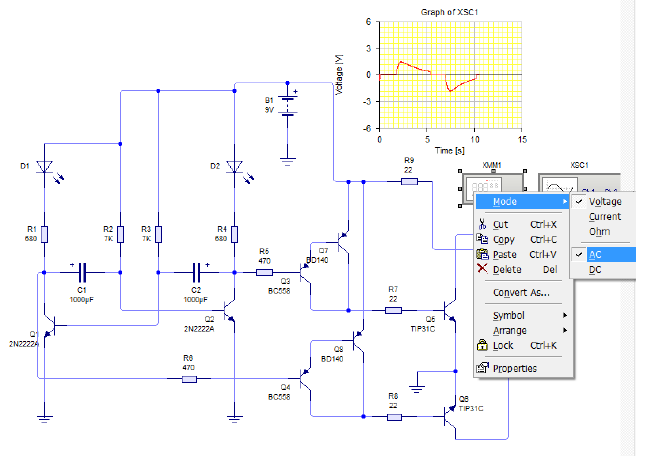 Graph of XSC1
6
3
0
-3
-6
Voltage [V]
0
5
10
15
Time [s]
B1
9V
D1
D2
R9
22
XMM1
XSC1
R1
680
R2
7K
R3
7K
R4
680
R5
470
Q7
BD140
C1
1000µF
C2
1000µF
Q3
BC558
R7
22
Q5
TIP31C
Q1
2N2222A
Q2
2N2222A
Q8
BD140
R6
470
Q4
BC558
R8
22
Q6
TIP31C
Mode
Cut Ctrl+X
Copy Ctrl+C
Paste Ctrl+V
Delete Del
Convert As...
Symbol
Arrange
Lock Ctrl+K
Properties
Voltage
Current
Ohm
AC
DC